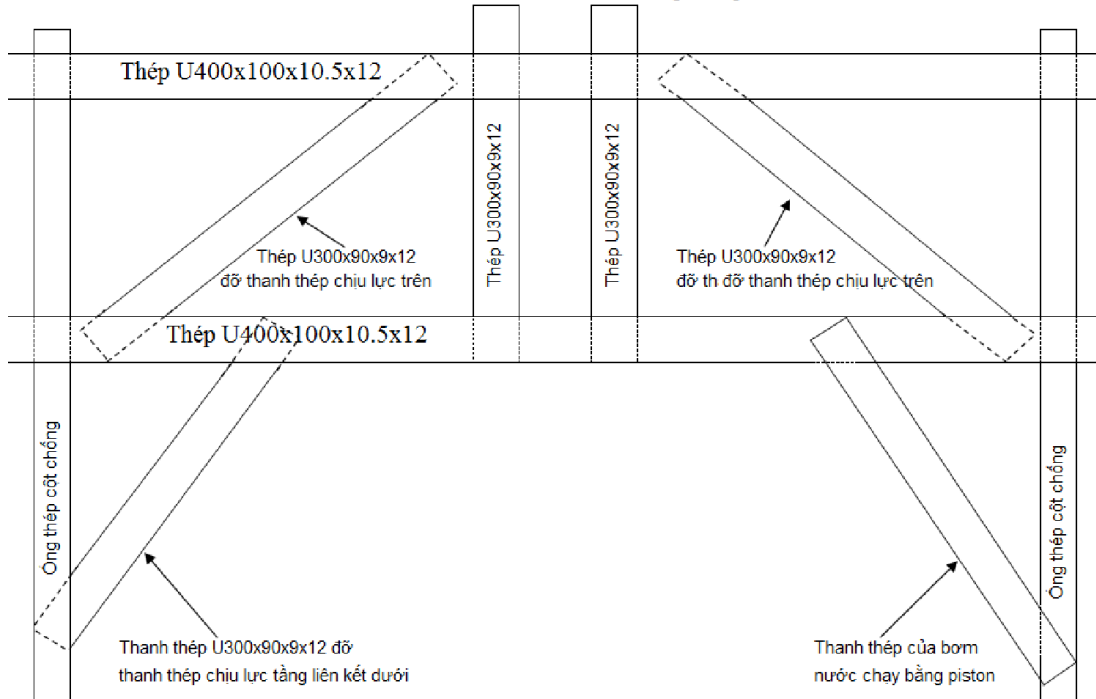 Thép U400x100x10.5x12
Thép U300x90x9x12
Thép U300x90x9x12
Thép U300x90x9x12
đỡ thanh thép chịu lực trên
Thép U300x90x9x12
đỡ th đỡ thanh thép chịu lực trên
Thép U400x100x10.5x12
Ống thép cột chống
Ống thép cột chống
Thanh thép U300x90x9x12 đỡ
thanh thép chịu lực tầng liên kết dưới
Thanh thép của bơm
nước chạy bằng piston